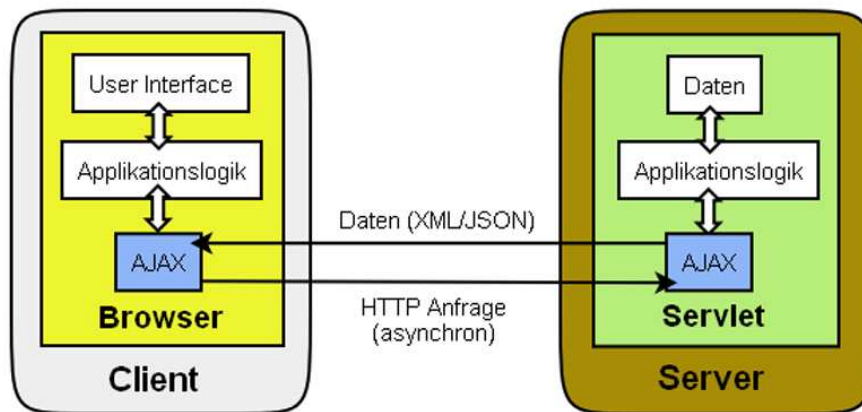 User Interface
Applikationslogik
AJAX
Browser
Client
Daten (XML/JSON)
HTTP Anfrage
(asynchron)
Daten
Applikationslogik
AJAX
Servlet
Server